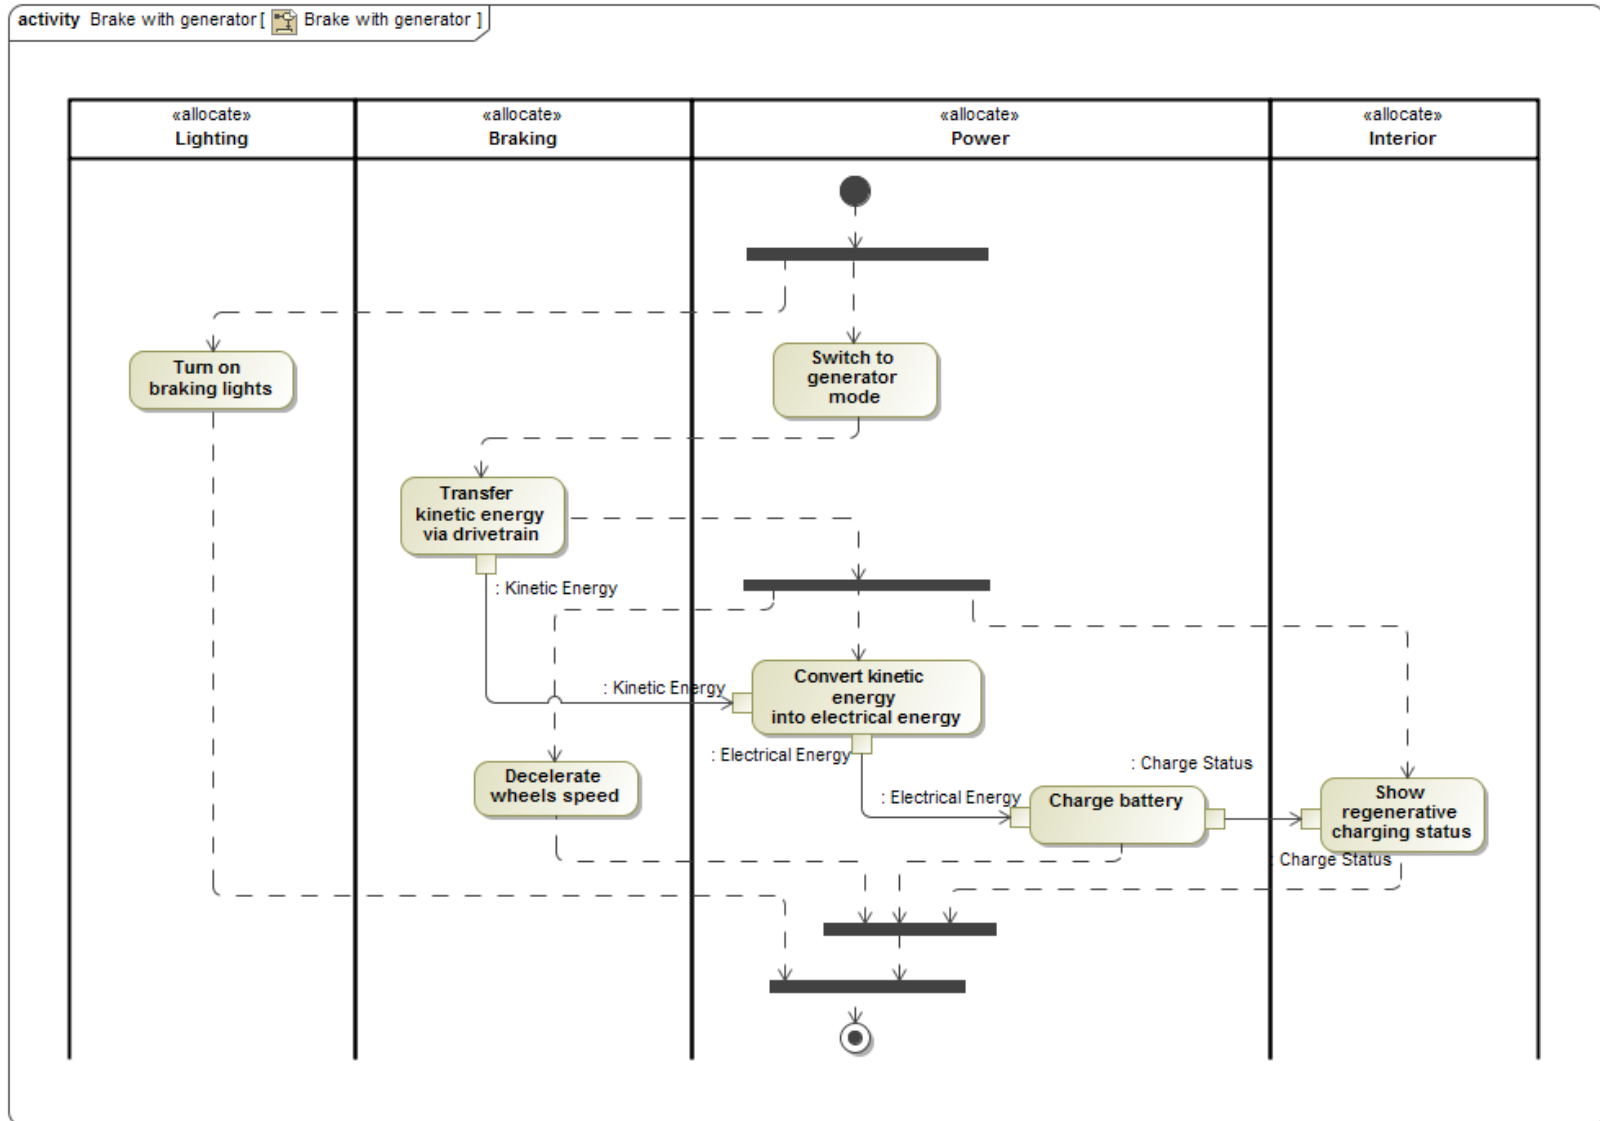 activity Brake with generator [ Brake with generator ]
«allocate»
Lighting
«allocate»
Braking
«allocate»
Power
«allocate»
Interior
Turn on
braking lights
Switch to
generator
mode
Transfer
kinetic energy
via drivetrain
: Kinetic Energy
: Kinetic Energy
Convert kinetic
energy
into electrical energy
: Electrical Energy
: Electrical Energy
Decelerate
wheels speed
Charge battery
: Charge Status
Show
regenerative
charging status
: Charge Status